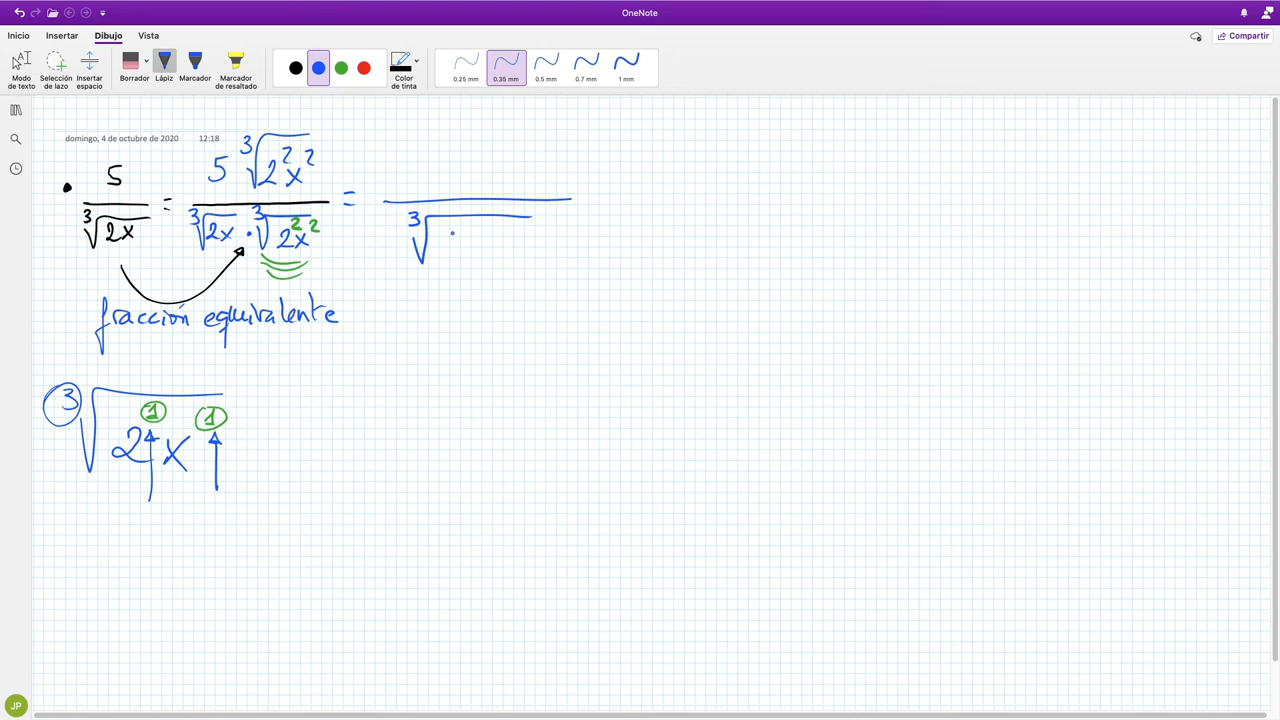 OneNote
Inicio Insertar Dibujo Vista Compartir
Modo de texto Selección de lazo Insertar espacio Borrador Lápiz Marcador Marcador de resaltado Color de tinta 0.25 mm 0.35 mm 0.5 mm 0.7 mm 1 mm
domingo, 4 de octubre de 2020 12:18
• 5/∛(2x) = 5 ∛(2²x²)/(∛(2x) · ∛(2²x²)) = /∛
fracción equivalente
∛(2¹x¹)
JP